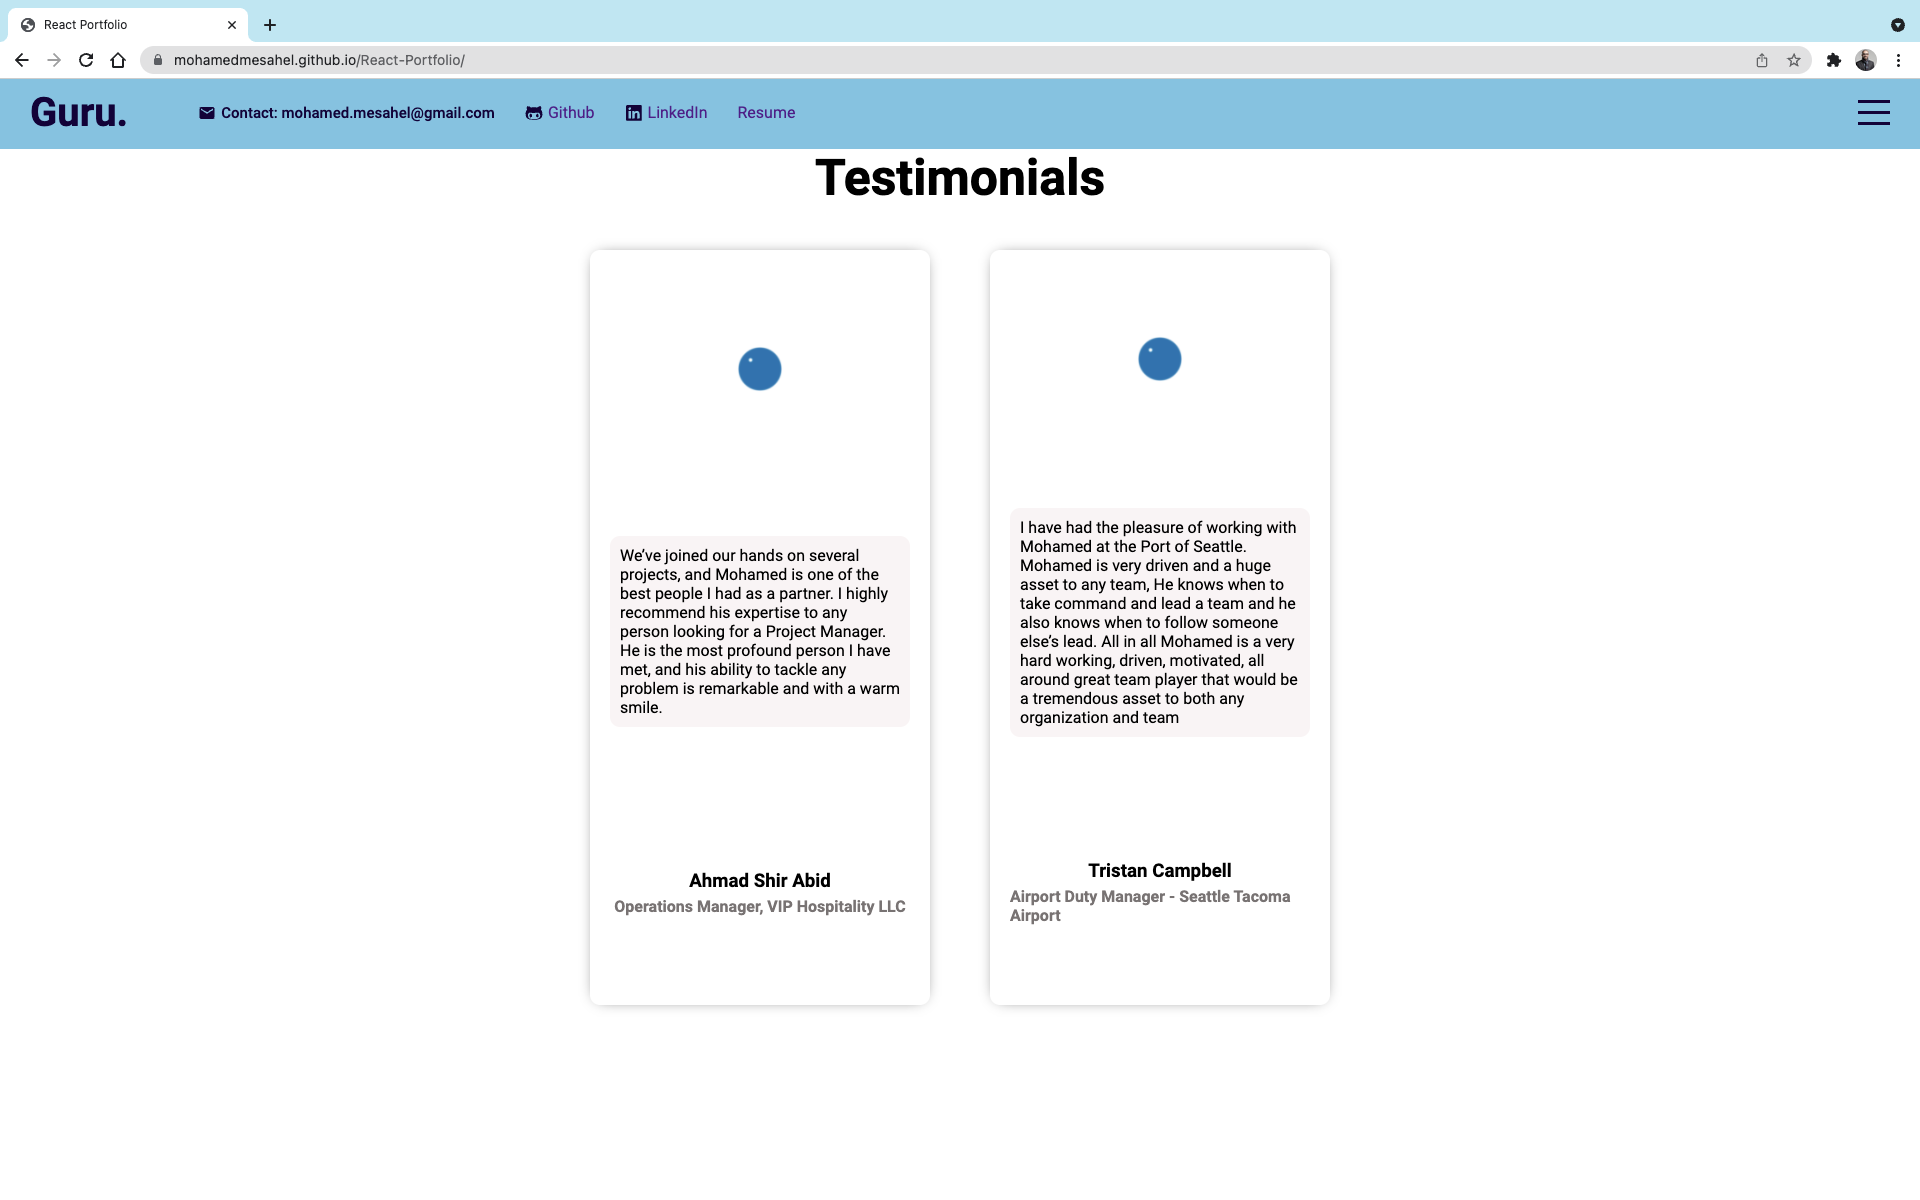 React Portfolio
mohamedmesahel.github.io/React-Portfolio/
Guru.
Contact: mohamed.mesahel@gmail.com
Github
LinkedIn
Resume
Testimonials
We’ve joined our hands on several
projects, and Mohamed is one of the
best people I had as a partner. I highly
recommend his expertise to any
person looking for a Project Manager.
He is the most profound person I have
met, and his ability to tackle any
problem is remarkable and with a warm
smile.
Ahmad Shir Abid
Operations Manager, VIP Hospitality LLC
I have had the pleasure of working with
Mohamed at the Port of Seattle.
Mohamed is very driven and a huge
asset to any team, He knows when to
take command and lead a team and he
also knows when to follow someone
else’s lead. All in all Mohamed is a very
hard working, driven, motivated, all
around great team player that would be
a tremendous asset to both any
organization and team
Tristan Campbell
Airport Duty Manager - Seattle Tacoma
Airport